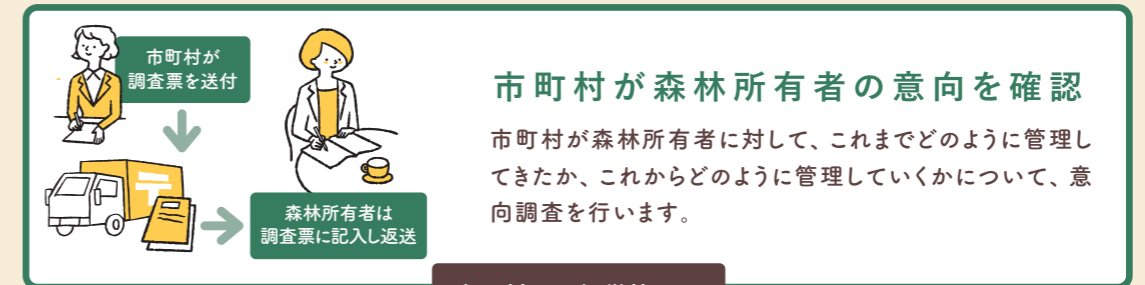 市町村が
調査票を送付
森林所有者は
調査票に記入し返送
市町村が森林所有者の意向を確認
市町村が森林所有者に対して、これまでどのように管理し
てきたか、これからどのように管理していくかについて、意
向調査を行います。